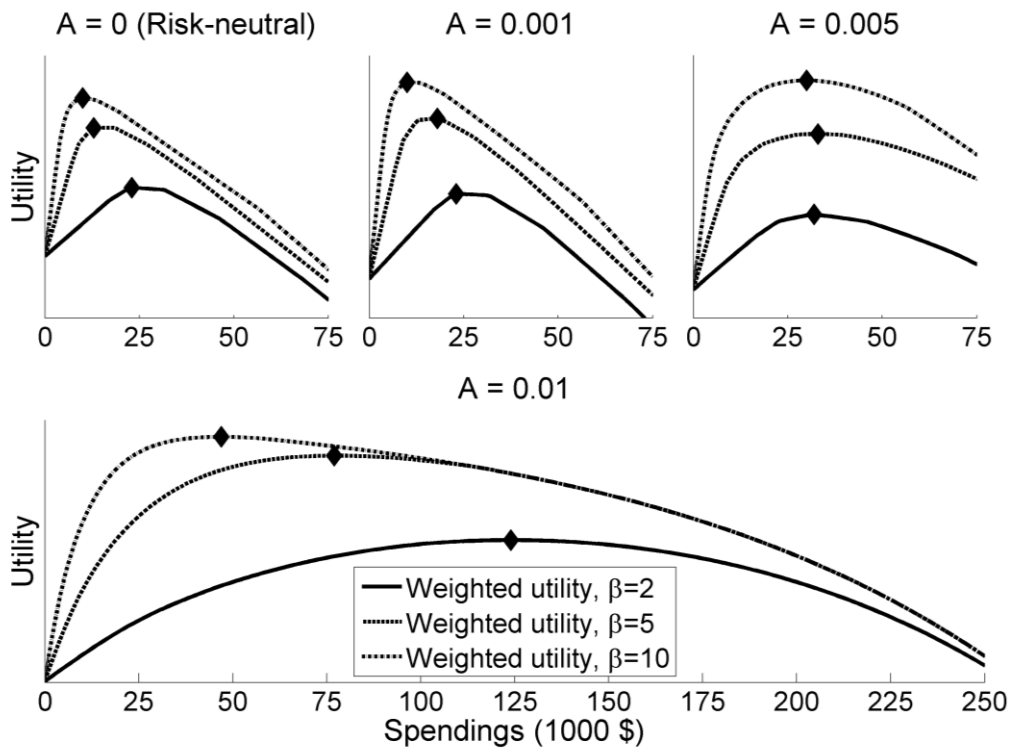 A = 0 (Risk-neutral)
A = 0.001
A = 0.005
Utility
0 25 50 75
0 25 50 75
0 25 50 75
A = 0.01
Utility
Weighted utility, β=2
Weighted utility, β=5
Weighted utility, β=10
0 25 50 75 100 125 150 175 200 225 250
Spendings (1000 $)